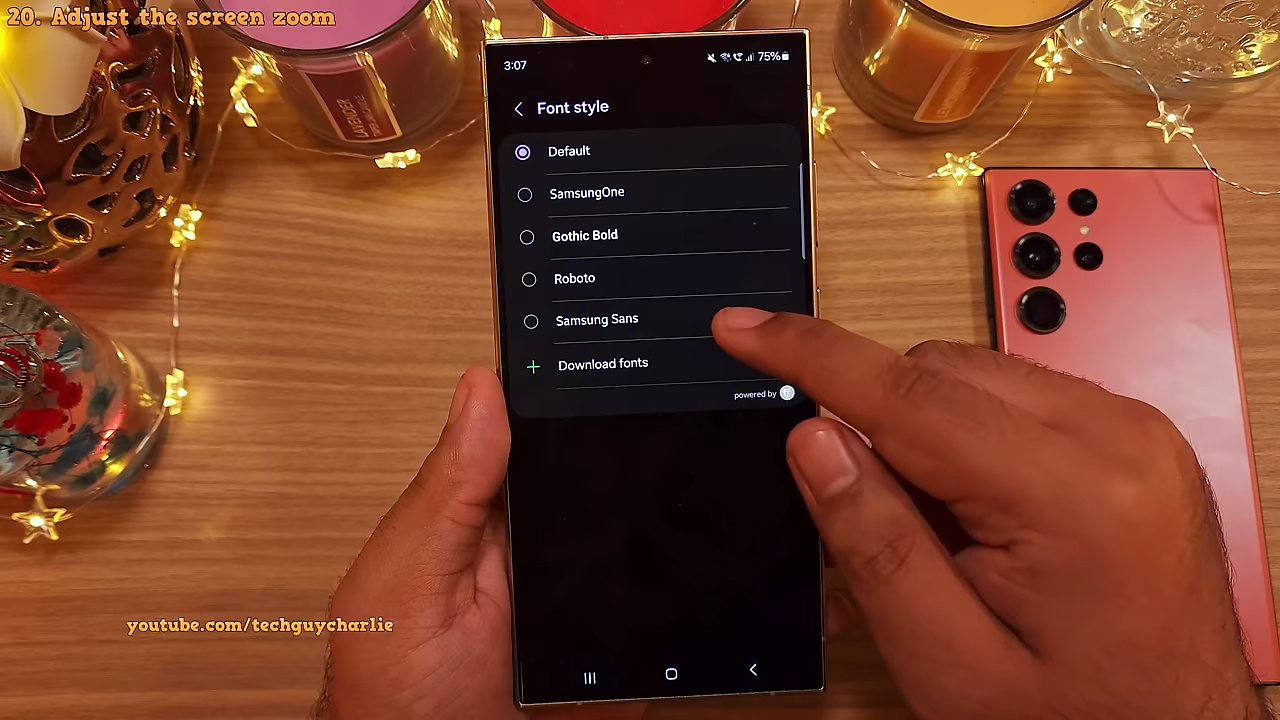 20. Adjust the screen zoom
3:07
75%
Font style
Default
SamsungOne
Gothic Bold
Roboto
Samsung Sans
Download fonts
powered by
LAVENDER
youtube.com/techguycharlie